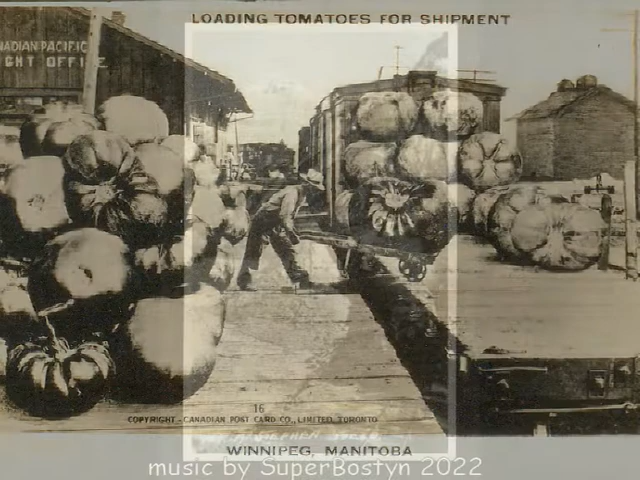 LOADING TOMATOES FOR SHIPMENT
NADIAN PACIFIC
GHT OFFICE
16
COPYRIGHT - CANADIAN POST CARD CO., LIMITED, TORONTO
WINNIPEG, MANITOBA
music by SuperBostyn 2022